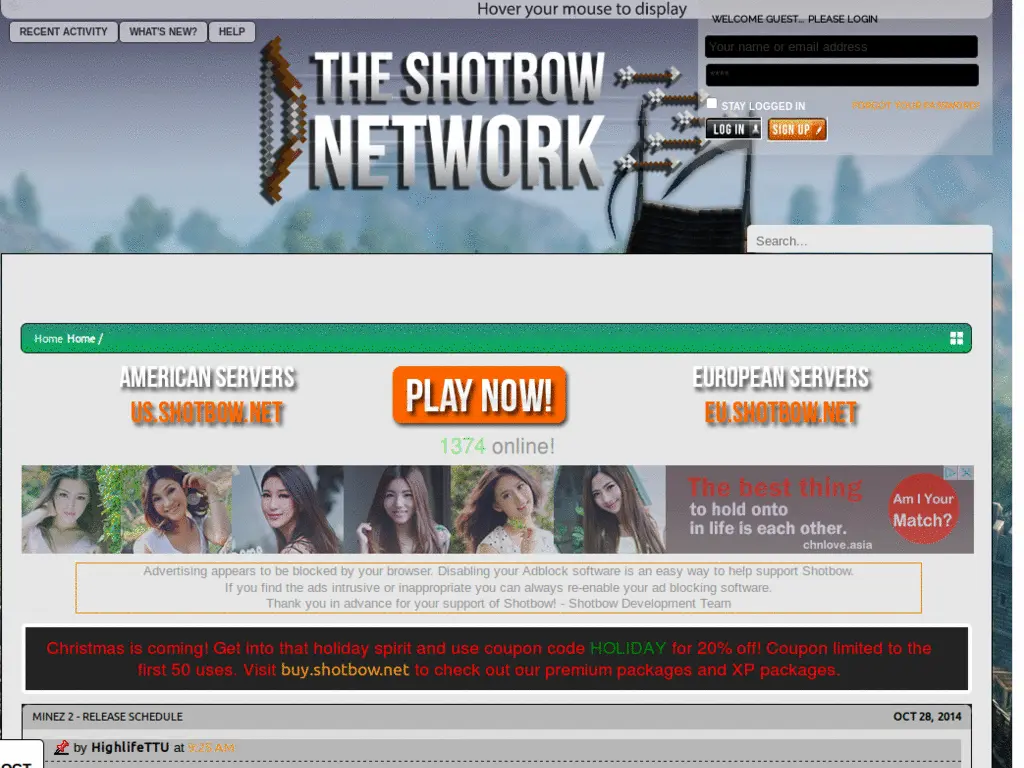 Hover your mouse to display
WELCOME GUEST... PLEASE LOGIN
RECENT ACTIVITY WHAT'S NEW? HELP
Your name or email address
****
THE SHOTBOW
NETWORK
STAY LOGGED IN FORGOT YOUR PASSWORD?
LOG IN SIGN UP
Search...
Home Home /
AMERICAN SERVERS
US.SHOTBOW.NET
PLAY NOW!
1374 online!
EUROPEAN SERVERS
EU.SHOTBOW.NET
The best thing
to hold onto
in life is each other.
chnlove.asia
Am I Your
Match?
Advertising appears to be blocked by your browser. Disabling your Adblock software is an easy way to help support Shotbow.
If you find the ads intrusive or inappropriate you can always re-enable your ad blocking software.
Thank you in advance for your support of Shotbow! - Shotbow Development Team
Christmas is coming! Get into that holiday spirit and use coupon code HOLIDAY for 20% off! Coupon limited to the
first 50 uses. Visit buy.shotbow.net to check out our premium packages and XP packages.
MINEZ 2 - RELEASE SCHEDULE OCT 28, 2014
by HighlifeTTU at 9:25 AM
OCT